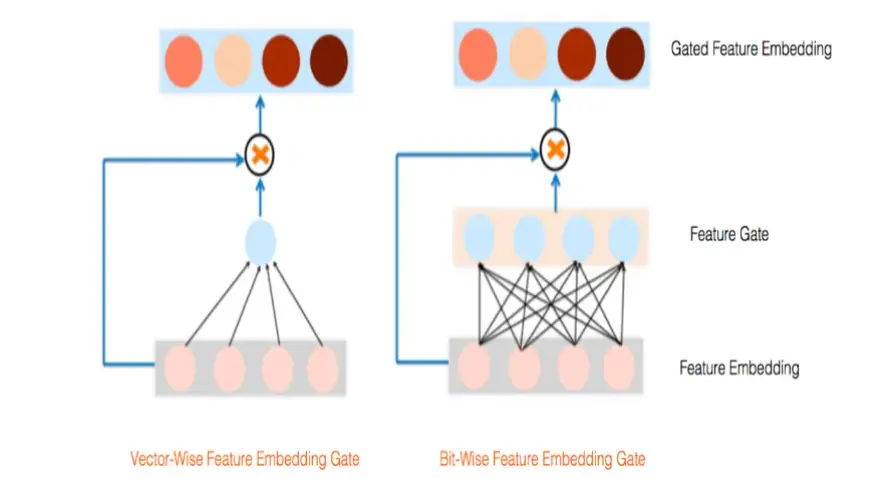 Gated Feature Embedding
Feature Gate
Feature Embedding
Vector-Wise Feature Embedding Gate
Bit-Wise Feature Embedding Gate